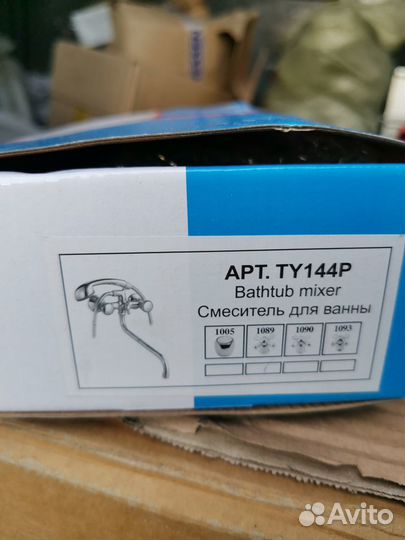 АРТ. TY144P
Bathtub mixer
Смеситель для ванны
1005 1089 1090 1093
Avito